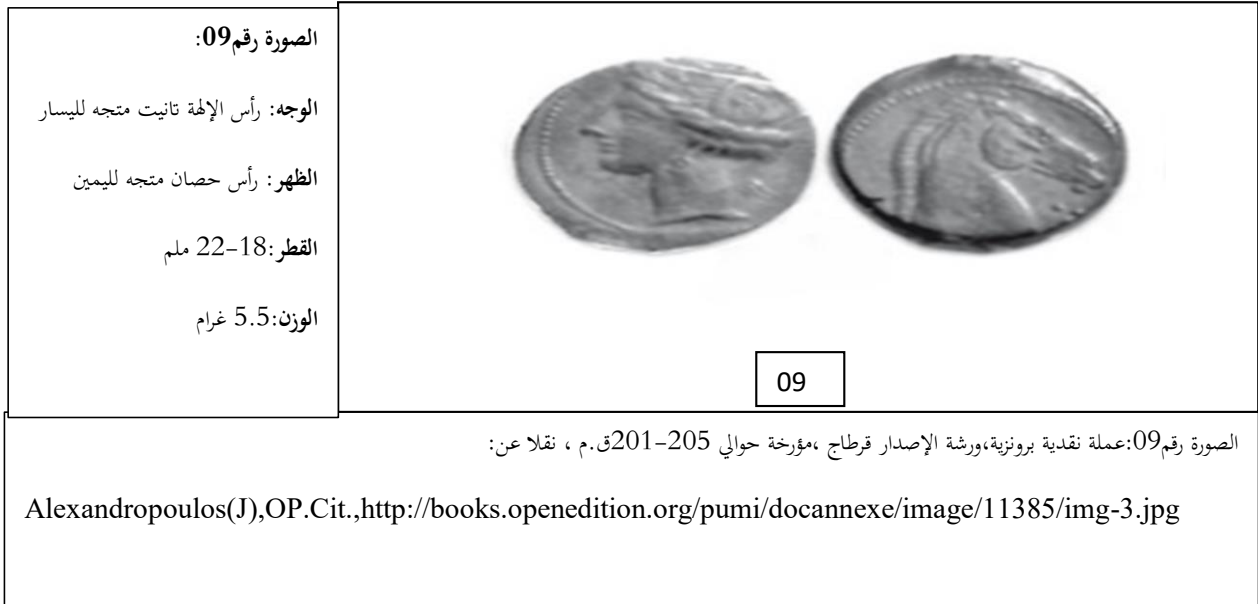 الصورة رقم09:
الوجه: رأس الإلهة تانيت متجه لليسار
الظهر: رأس حصان متجه لليمين
القطر:18-22 ملم
الوزن:5.5 غرام
09
الصورة رقم09:عملة نقدية برونزية،ورشة الإصدار قرطاج ،مؤرخة حوالي 205-201ق.م ، نقلا عن:
Alexandropoulos(J),OP.Cit.,http://books.openedition.org/pumi/docannexe/image/11385/img-3.jpg